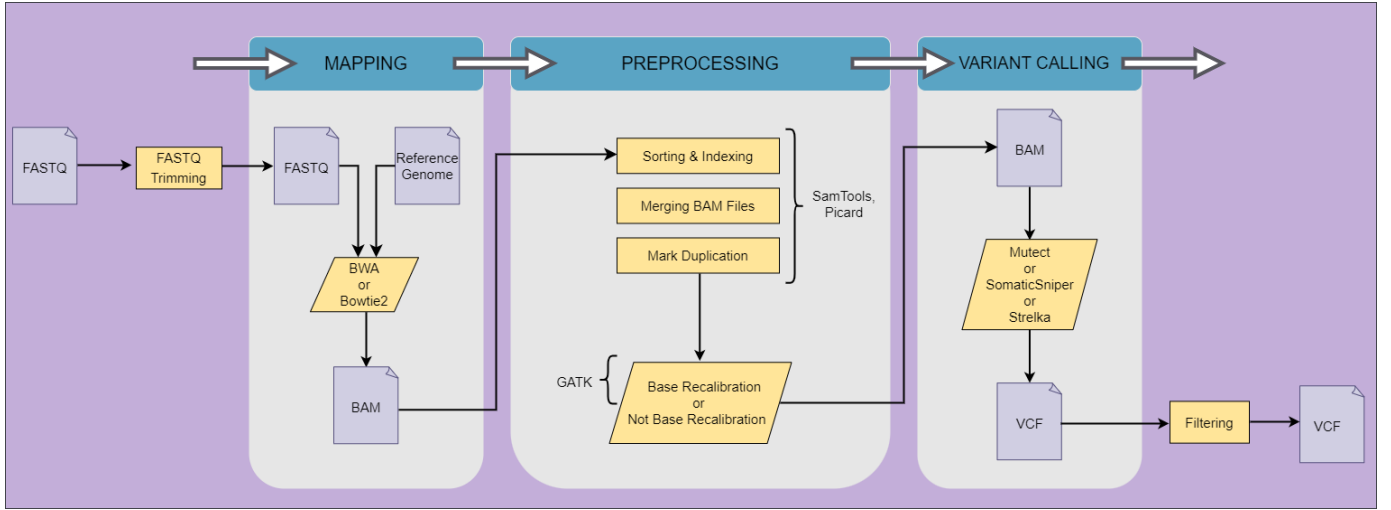 MAPPING
PREPROCESSING
VARIANT CALLING
FASTQ
FASTQ
Trimming
FASTQ
Reference
Genome
BWA
or
Bowtie2
BAM
Sorting & Indexing
Merging BAM Files
Mark Duplication
SamTools,
Picard
GATK
Base Recalibration
or
Not Base Recalibration
BAM
Mutect
or
SomaticSniper
or
Strelka
VCF
Filtering
VCF